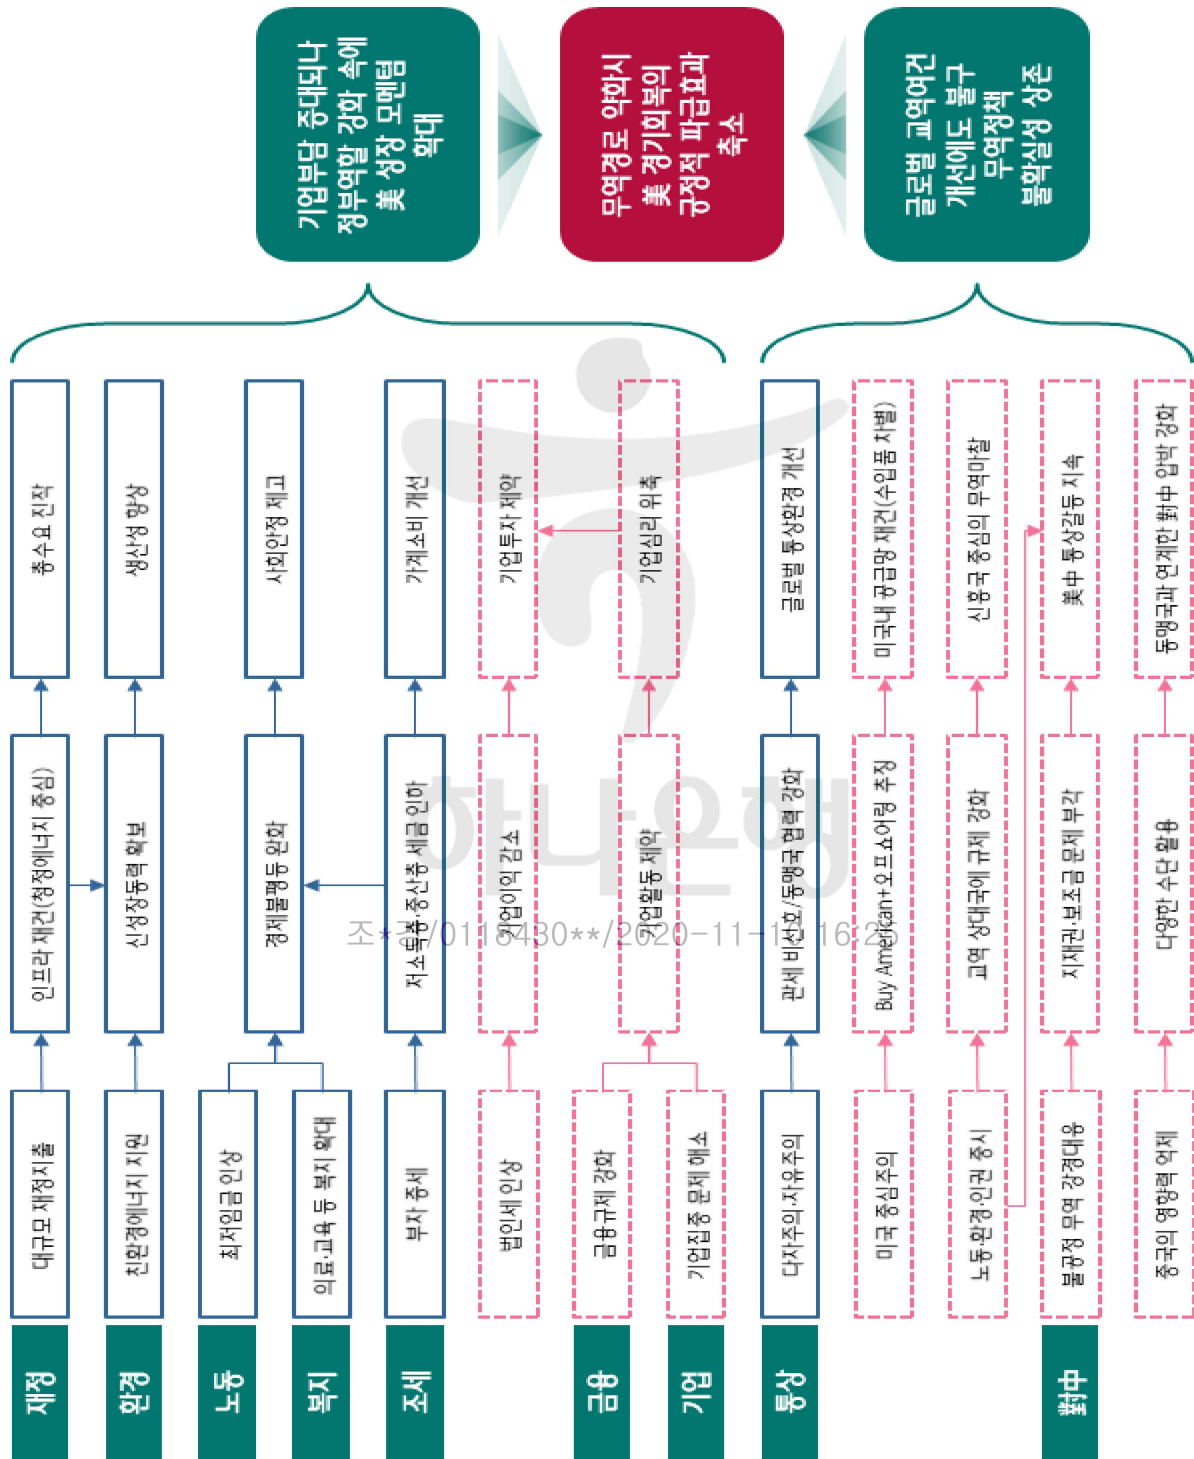 재정
대규모 재정지출
인프라 재건(청정에너지 중심)
총수요 진작
환경
친환경에너지 지원
신성장동력 확보
생산성 향상
노동
최저임금 인상
경제불평등 완화
사회안정 제고
복지
의료·교육 등 복지 확대
조세
부자 증세
저소득층·중산층 세금 인하
가계소비 개선
법인세 인상
기업이익 감소
기업투자 제약
금융
금융규제 강화
기업활동 제약
기업심리 위축
기업
기업집중 문제 해소
통상
다자주의·자유주의
관세 비선호/동맹국 협력 강화
글로벌 통상환경 개선
미국 중심주의
Buy American+오프쇼어링 추징
미국내 공급망 재건(수입품 차별)
노동·환경·인권 중시
교역 상대국에 규제 강화
신흥국 중심의 무역마찰
對中
불공정 무역 강경대응
지재권·보조금 문제 부각
美中 통상갈등 지속
중국의 영향력 억제
다양한 수단 활용
동맹국과 연계한 對中 압박 강화
기업부담 증대되나
정부역할 강화 속에
美 성장 모멘텀
확대
무역경로 약화시
美 경기회복의
긍정적 파급효과
축소
글로벌 교역여건
개선에도 불구
무역정책
불확실성 상존
하나은행